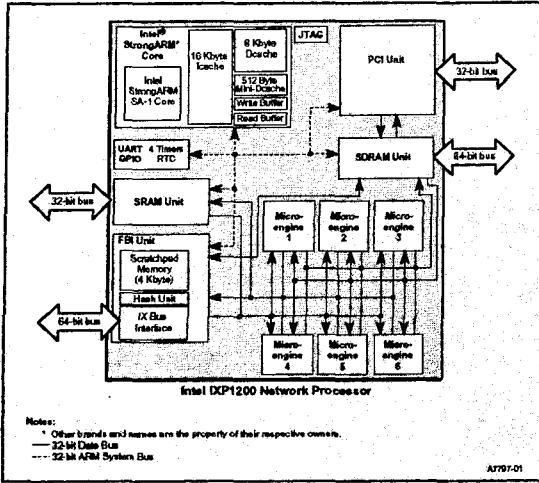 Intel®
StrongARM*
Core
Intel
StrongARM
SA-1 Core
16 Kbyte
Icache
8 Kbyte
Dcache
512 Byte
Mini-Dcache
Write Buffer
Read Buffer
JTAG
PCI Unit
32-bit bus
UART 4 Timers
GPIO RTC
SDRAM Unit
64-bit bus
32-bit bus
SRAM Unit
FBI Unit
Scratchpad
Memory
(4 Kbyte)
Hash Unit
IX Bus
Interface
64-bit bus
Micro-
engine
1
Micro-
engine
2
Micro-
engine
3
Micro-
engine
4
Micro-
engine
5
Micro-
engine
6
Intel IXP1200 Network Processor
Notes:
* Other brands and names are the property of their respective owners.
32-bit Data Bus
32-bit ARM System Bus
A7797-01